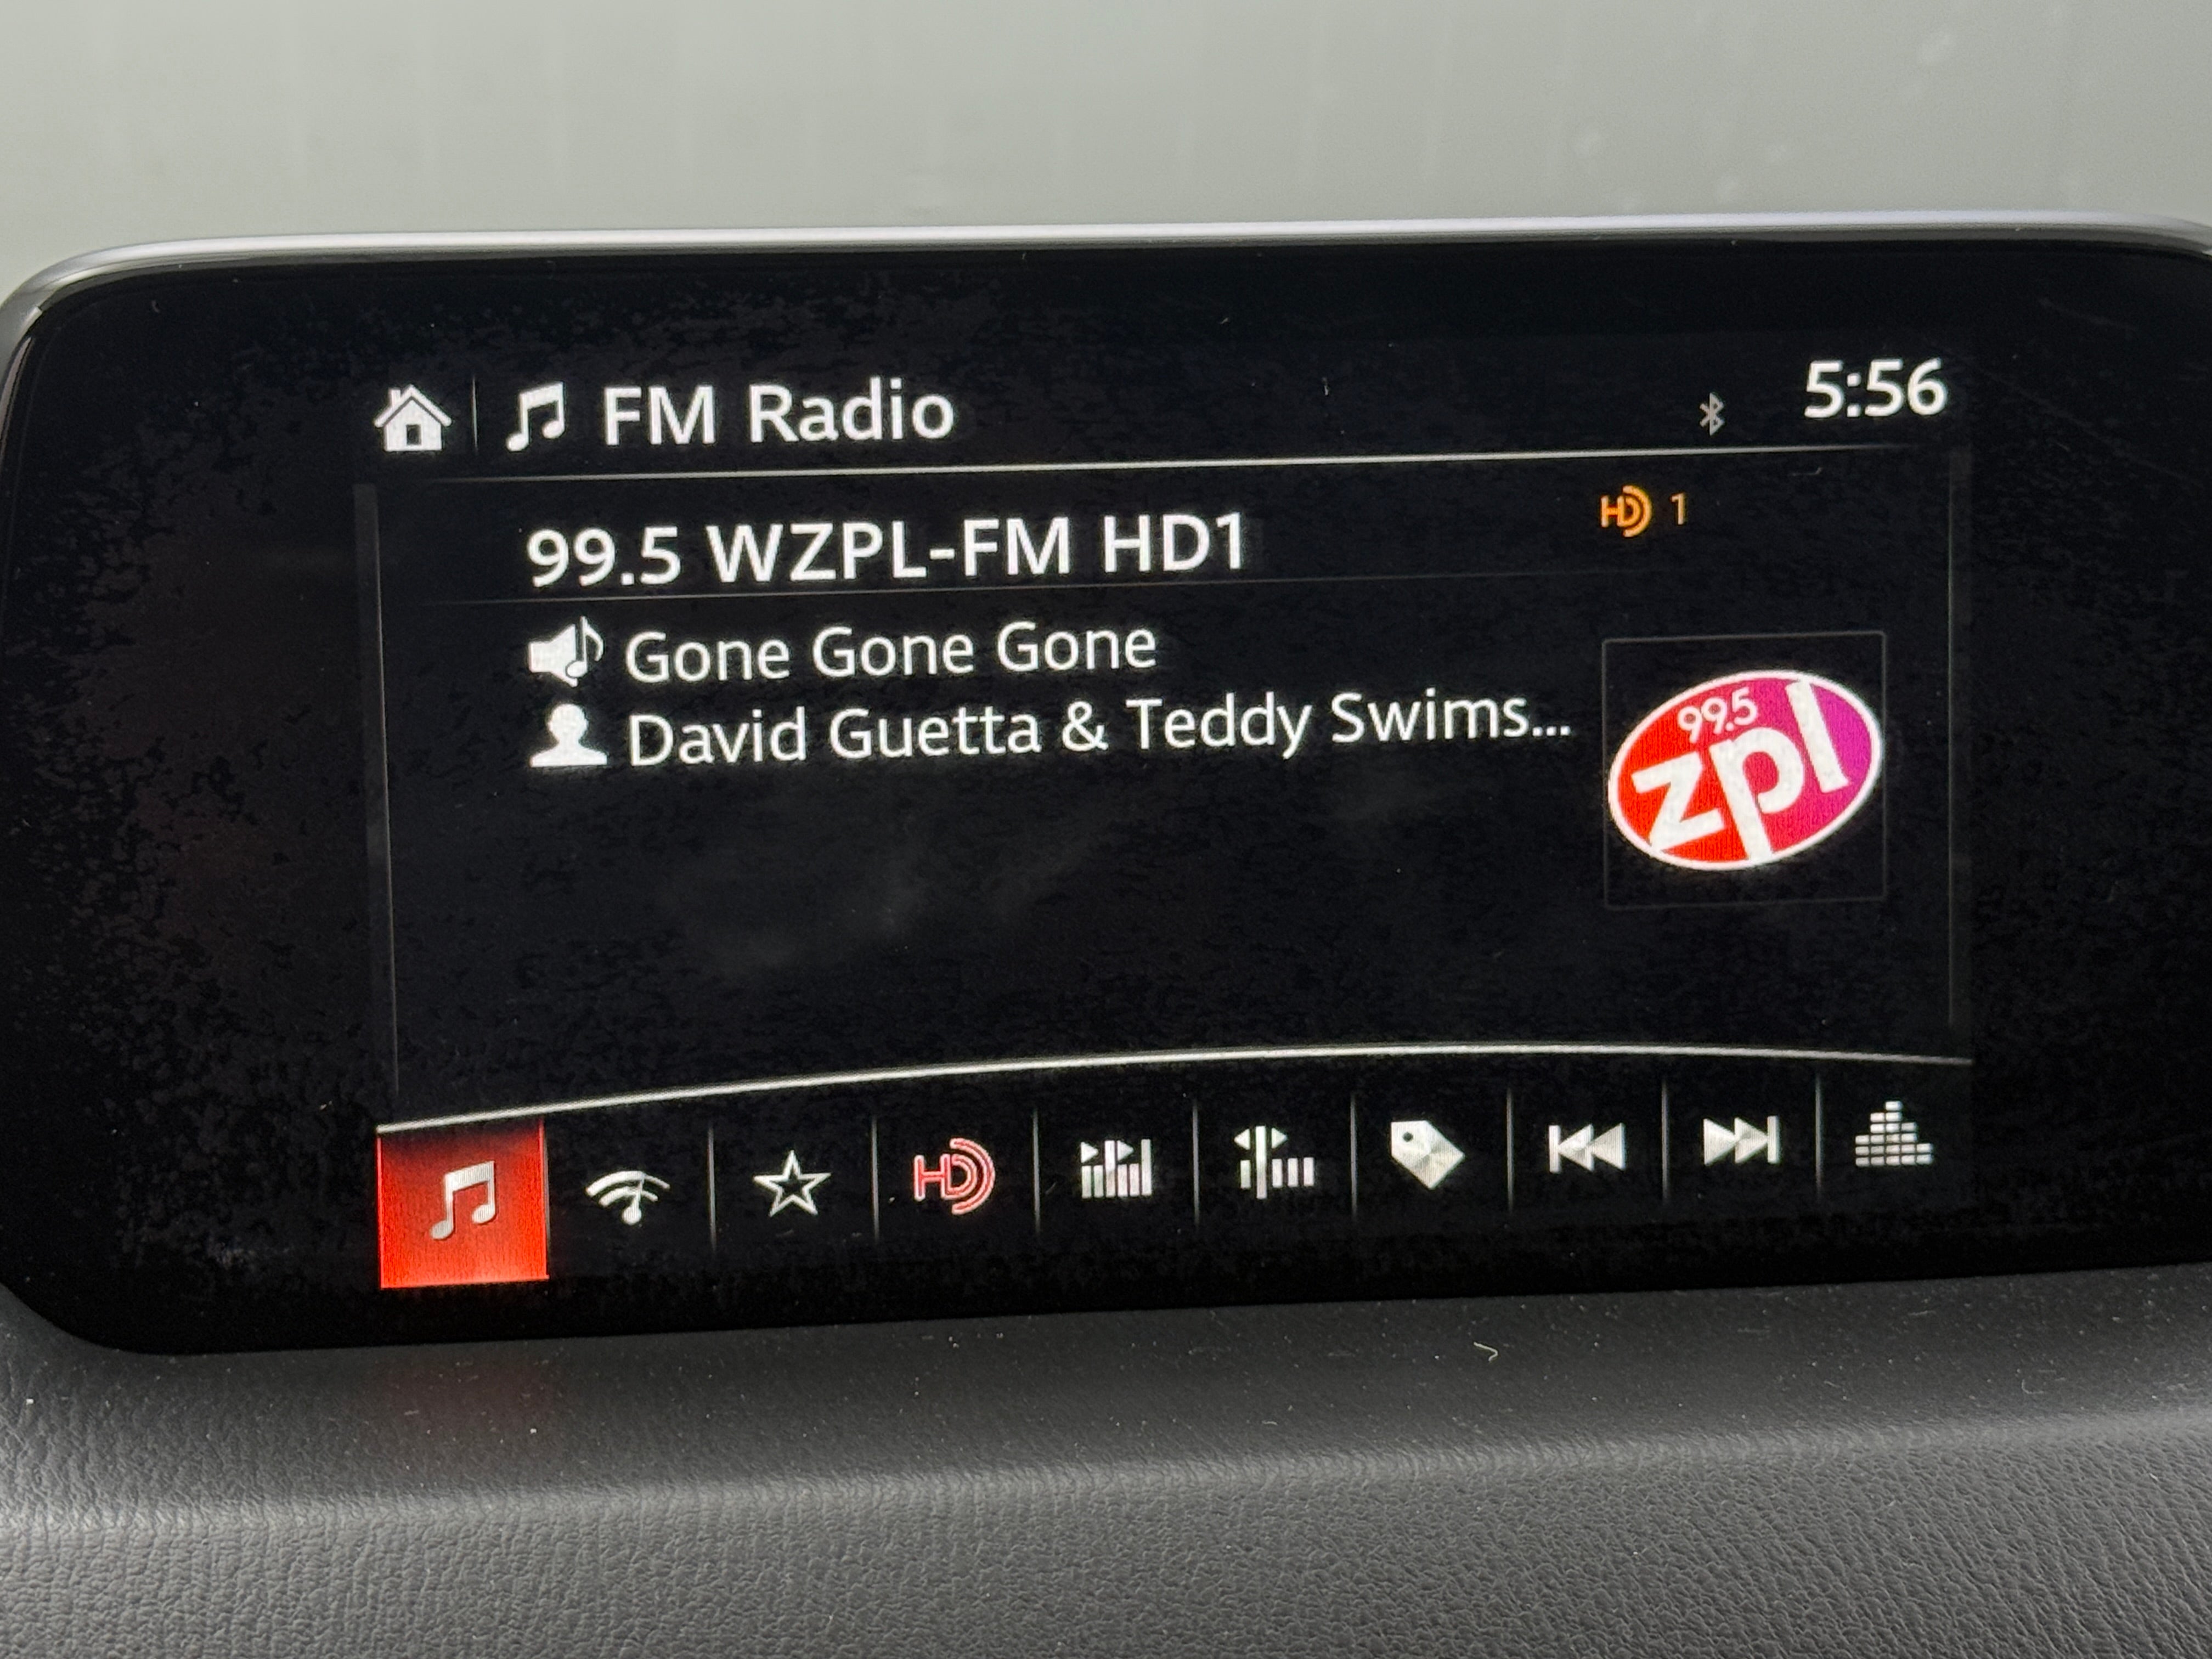 FM Radio
5:56
99.5 WZPL-FM HD1
HD 1
Gone Gone Gone
David Guetta & Teddy Swims...
99.5
zpl
HD